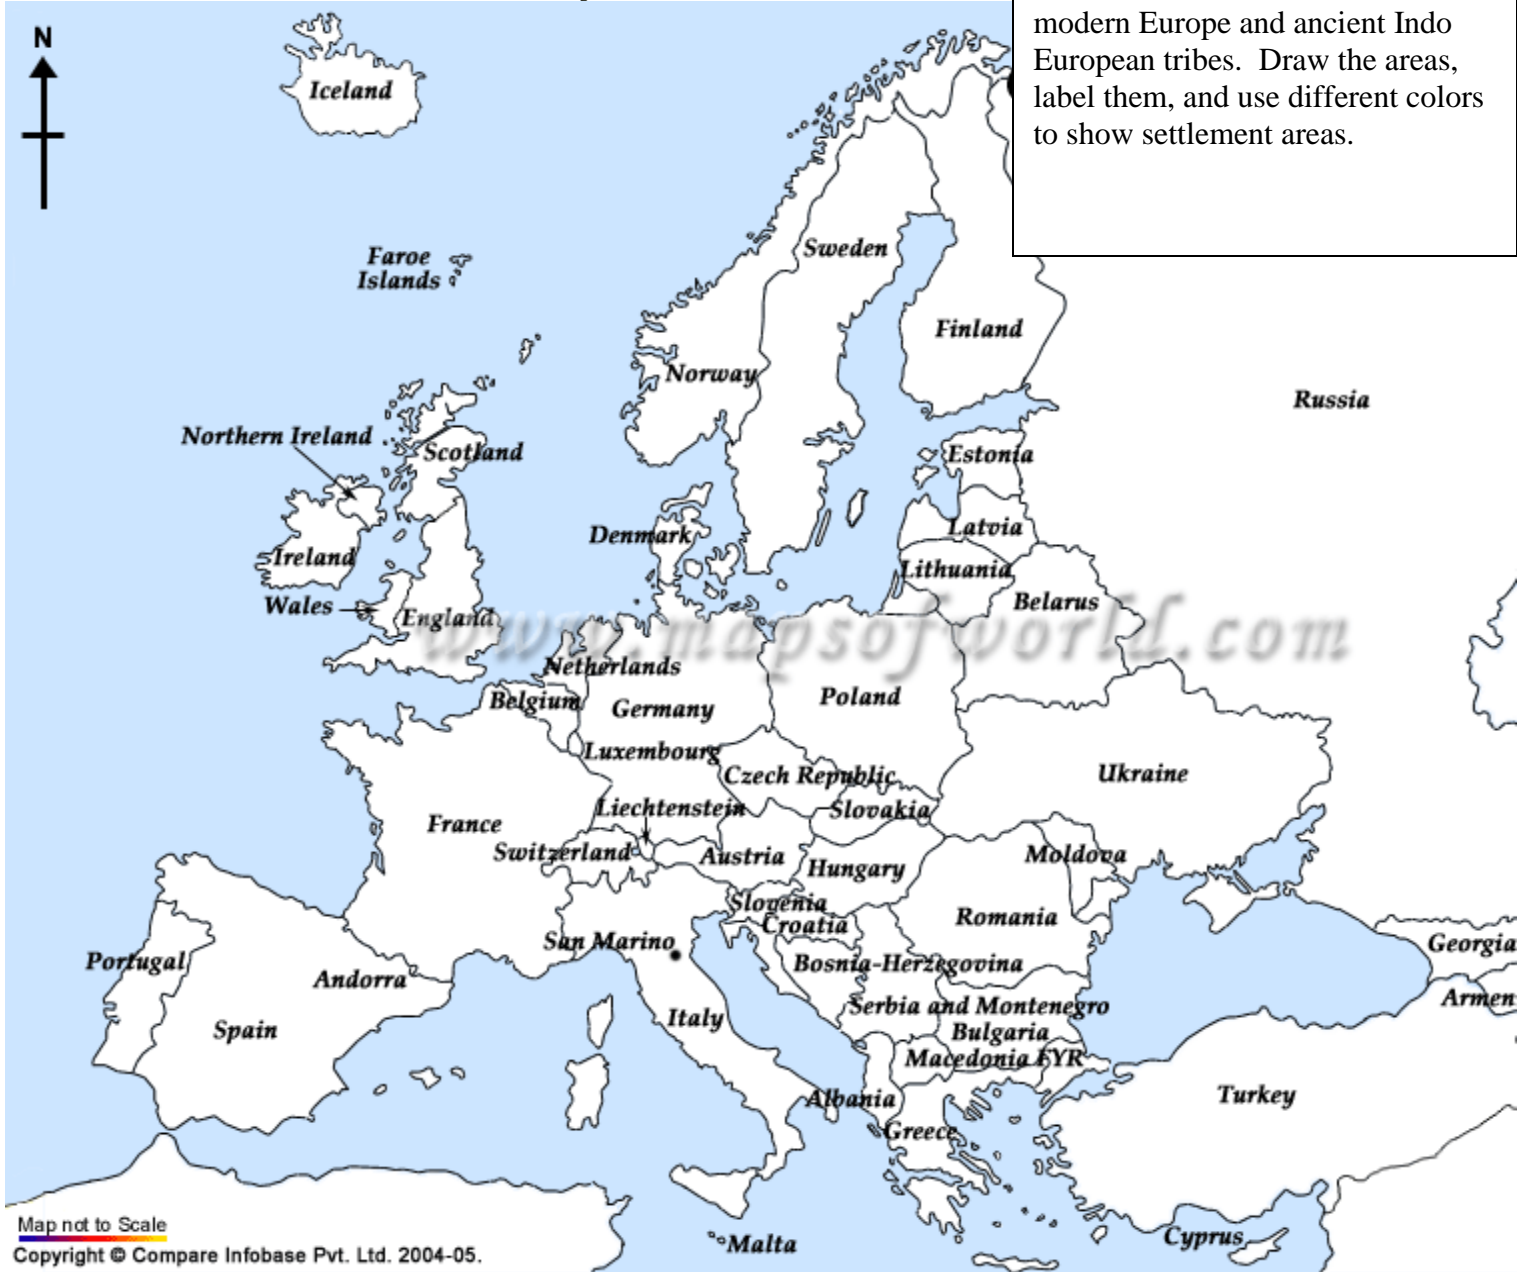 modern Europe and ancient Indo
European tribes. Draw the areas,
label them, and use different colors
to show settlement areas.
N
Iceland
Faroe
Islands
Sweden
Finland
Norway
Russia
Northern Ireland
Scotland
Estonia
Latvia
Denmark
Ireland
Lithuania
Wales
England
Belarus
www.mapsofworld.com
Netherlands
Belgium
Germany
Poland
Luxembourg
Czech Republic
Ukraine
Liechtenstein
Slovakia
France
Switzerland
Austria
Hungary
Moldova
Slovenia
Croatia
Romania
San Marino
Georgia
Portugal
Andorra
Bosnia-Herzegovina
Armen
Serbia and Montenegro
Italy
Spain
Bulgaria
Macedonia FYR
Albania
Turkey
Greece
Malta
Cyprus
Map not to Scale
Copyright © Compare Infobase Pvt. Ltd. 2004-05.